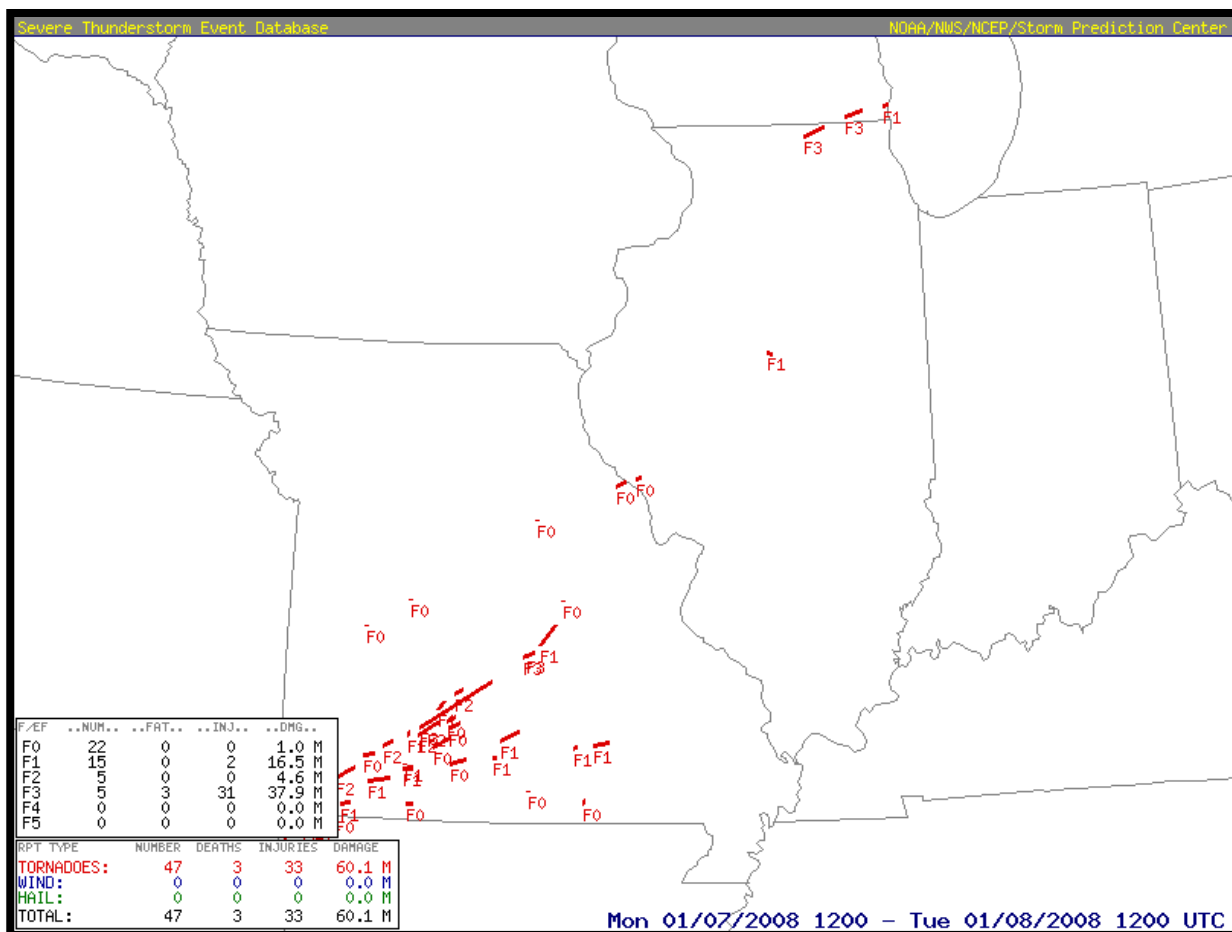 Severe Thunderstorm Event Database NOAA/NWS/NCEP/Storm Prediction Center
F1
F3
F3
F1
F0 F0
F0
F0
F0
F0
F1
F3
F2
F0
F0
F1
F2
F0
F0
F1
F1
F1
F1
F0
F2
F1
F1
F0
F0
F0
F1
F0
F/EF ..NUM.. ..FAT.. ..INJ.. ..DMG..
F0 22 0 0 1.0 M
F1 15 0 2 16.5 M
F2 5 0 0 4.6 M
F3 5 3 31 37.9 M
F4 0 0 0 0.0 M
F5 0 0 0 0.0 M
RPT TYPE NUMBER DEATHS INJURIES DAMAGE
TORNADOES: 47 3 33 60.1 M
WIND: 0 0 0 0.0 M
HAIL: 0 0 0 0.0 M
TOTAL: 47 3 33 60.1 M
Mon 01/07/2008 1200 - Tue 01/08/2008 1200 UTC